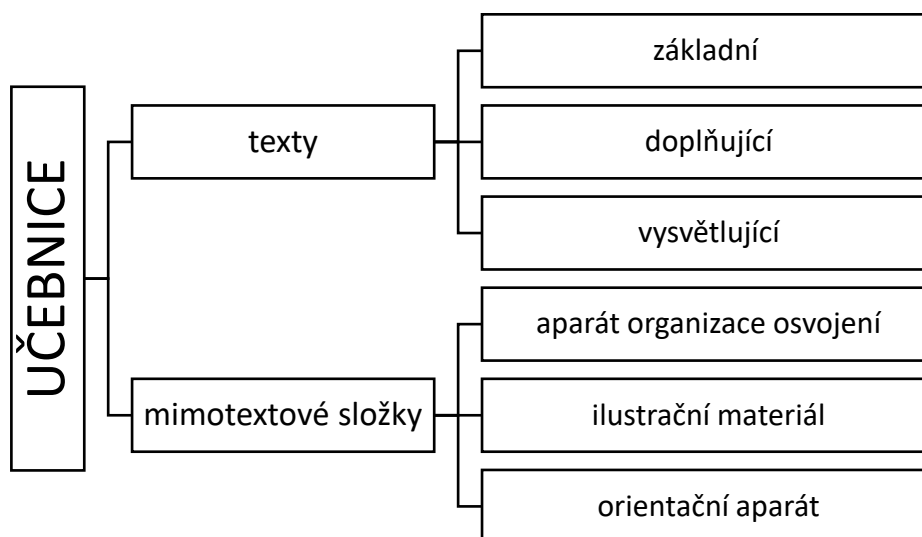 UČEBNICE
texty
základní
doplňující
vysvětlující
mimotextové složky
aparát organizace osvojení
ilustrační materiál
orientační aparát